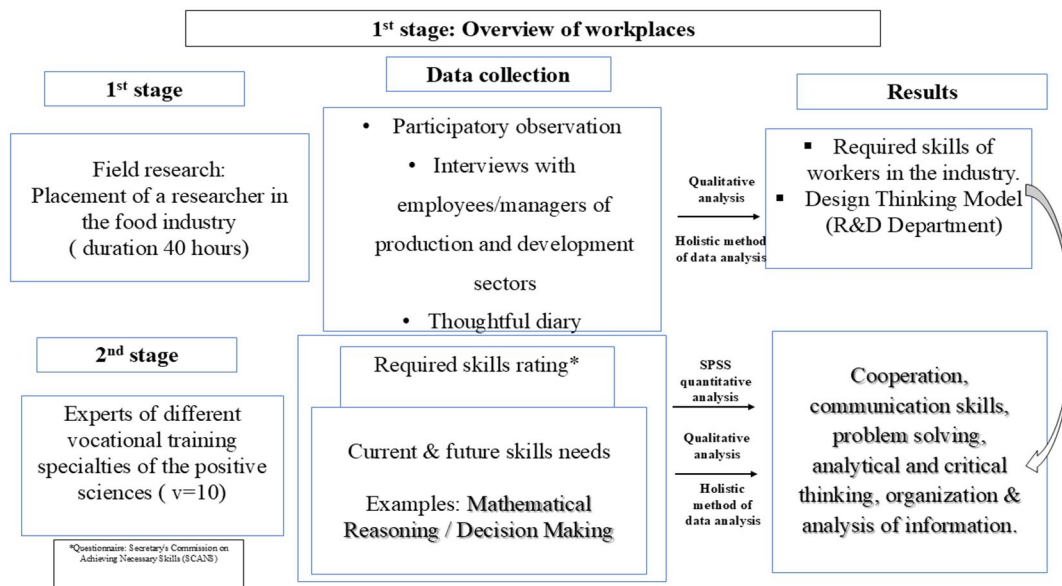 1st stage: Overview of workplaces
1st stage
Data collection
Results
Field research:
Placement of a researcher in
the food industry
( duration 40 hours)
• Participatory observation
• Interviews with
employees/managers of
production and development
sectors
• Thoughtful diary
Qualitative
analysis
Holistic method
of data analysis
▪ Required skills of
workers in the industry.
▪ Design Thinking Model
(R&D Department)
2nd stage
Experts of different
vocational training
specialties of the positive
sciences ( v=10)
*Questionnaire: Secretary's Commission on
Achieving Necessary Skills (SCANS)
Required skills rating*
Current & future skills needs
Examples: Mathematical
Reasoning / Decision Making
SPSS
quantitative
analysis
Qualitative
analysis
Holistic
method of
data analysis
Cooperation,
communication skills,
problem solving,
analytical and critical
thinking, organization &
analysis of information.